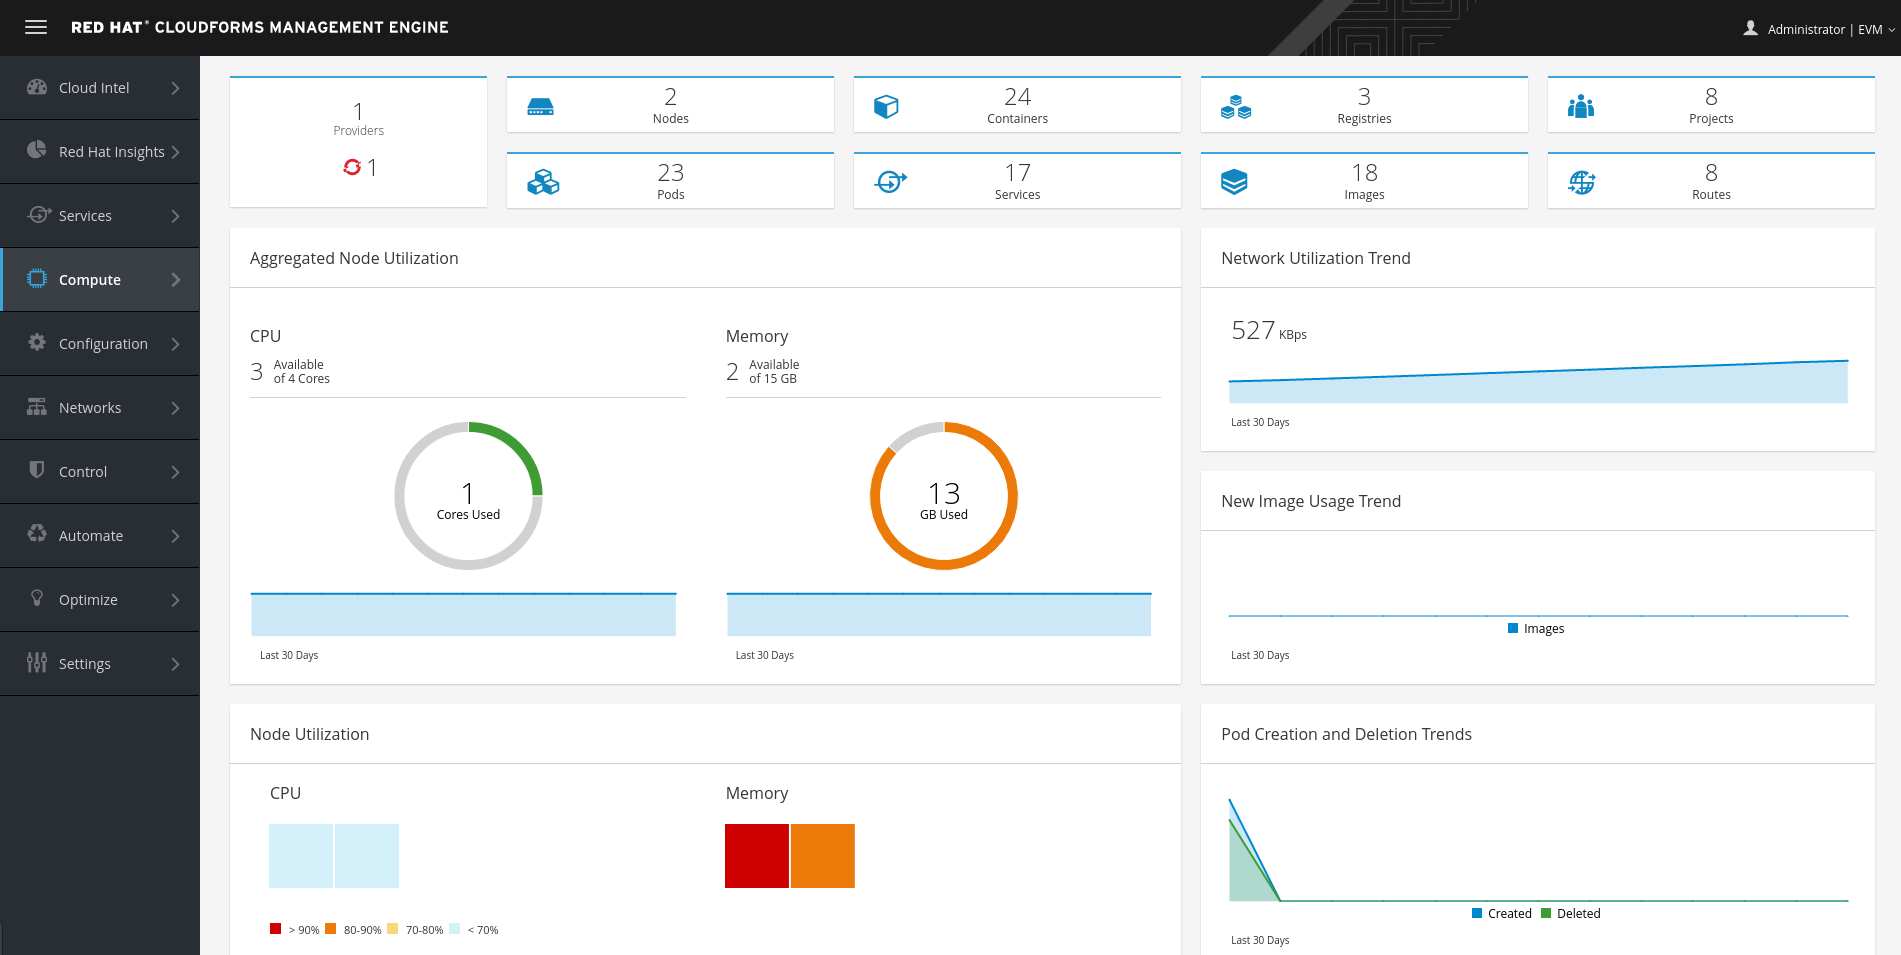 RED HAT® CLOUDFORMS MANAGEMENT ENGINE
Administrator | EVM
Cloud Intel
Red Hat Insights
Services
Compute
Configuration
Networks
Control
Automate
Optimize
Settings
1
Providers
1
2
Nodes
24
Containers
3
Registries
8
Projects
23
Pods
17
Services
18
Images
8
Routes
Aggregated Node Utilization
CPU
3 Available
of 4 Cores
1
Cores Used
Last 30 Days
Memory
2 Available
of 15 GB
13
GB Used
Last 30 Days
Network Utilization Trend
527 KBps
Last 30 Days
New Image Usage Trend
Images
Last 30 Days
Node Utilization
CPU
Memory
> 90% 80-90% 70-80% < 70%
Pod Creation and Deletion Trends
Created Deleted
Last 30 Days